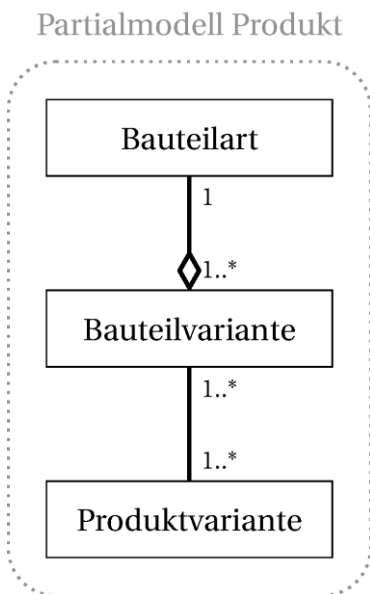 Partialmodell Produkt
Bauteilart
1
1..*
Bauteilvariante
1..*
1..*
Produktvariante